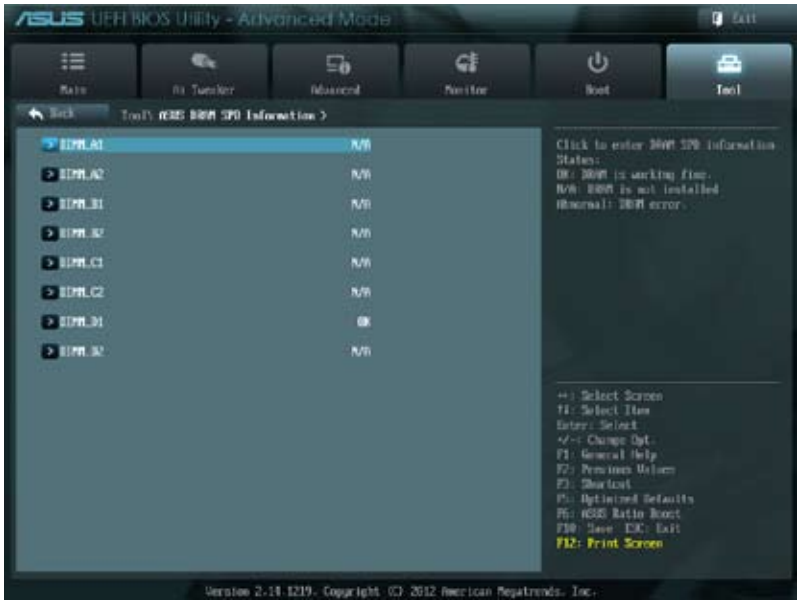 ASUS UEFI BIOS Utility - Advanced Mode
Exit
Main
Ai Tweaker
Advanced
Monitor
Boot
Tool
Back
Tool\ ASUS DRAM SPD Information >
DIMM_A1 N/A
DIMM_A2 N/A
DIMM_B1 N/A
DIMM_B2 N/A
DIMM_C1 N/A
DIMM_C2 N/A
DIMM_D1 OK
DIMM_D2 N/A
Click to enter DRAM SPD information
Status:
OK: DRAM is working fine.
N/A: DRAM is not installed
Abnormal: DRAM error.
→←: Select Screen
↑↓: Select Item
Enter: Select
+/-: Change Opt.
F1: General Help
F2: Previous Values
F3: Shortcut
F5: Optimized Defaults
F6: ASUS Ratio Boost
F10: Save ESC: Exit
F12: Print Screen
Version 2.14.1219. Copyright (C) 2012 American Megatrends, Inc.